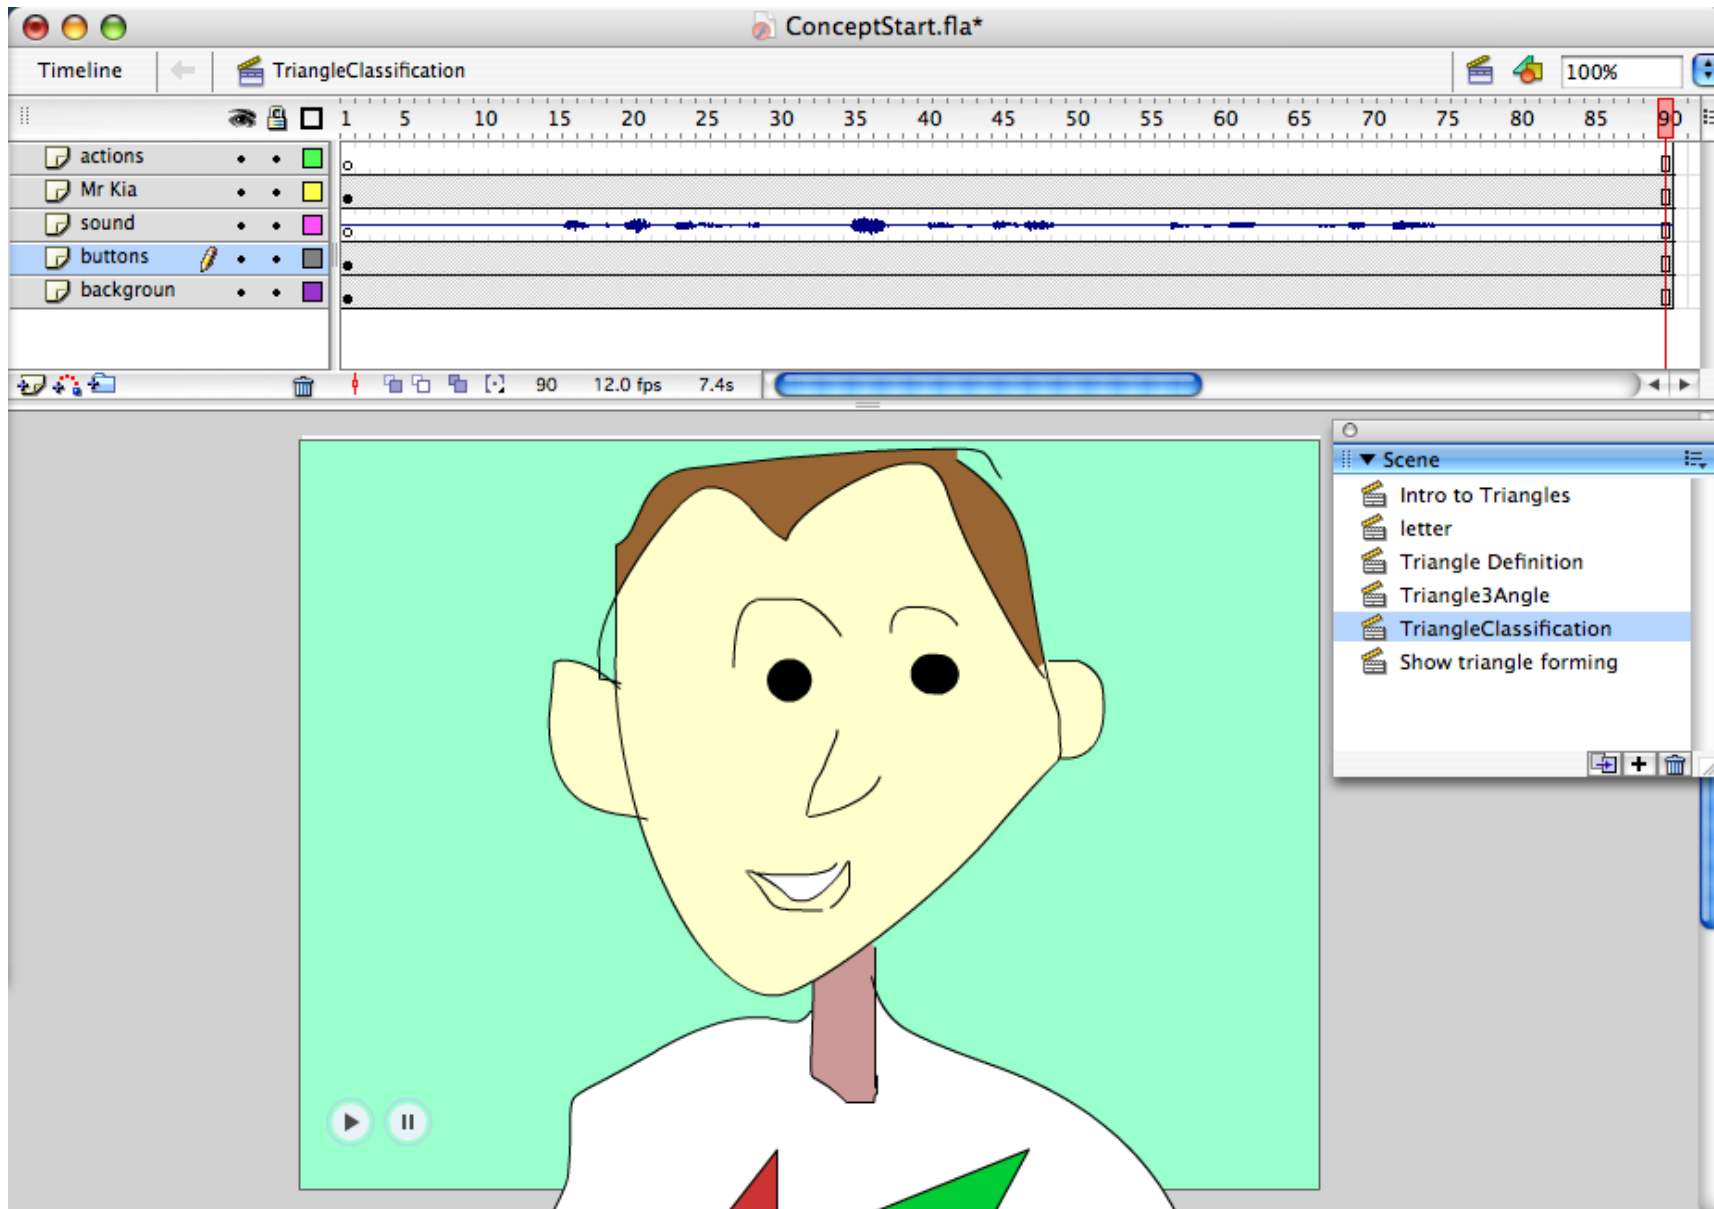 ConceptStart.fla*
Timeline TriangleClassification 100%
1 5 10 15 20 25 30 35 40 45 50 55 60 65 70 75 80 85 90
actions
Mr Kia
sound
buttons
backgroun
90 12.0 fps 7.4s
Scene
Intro to Triangles
letter
Triangle Definition
Triangle3Angle
TriangleClassification
Show triangle forming